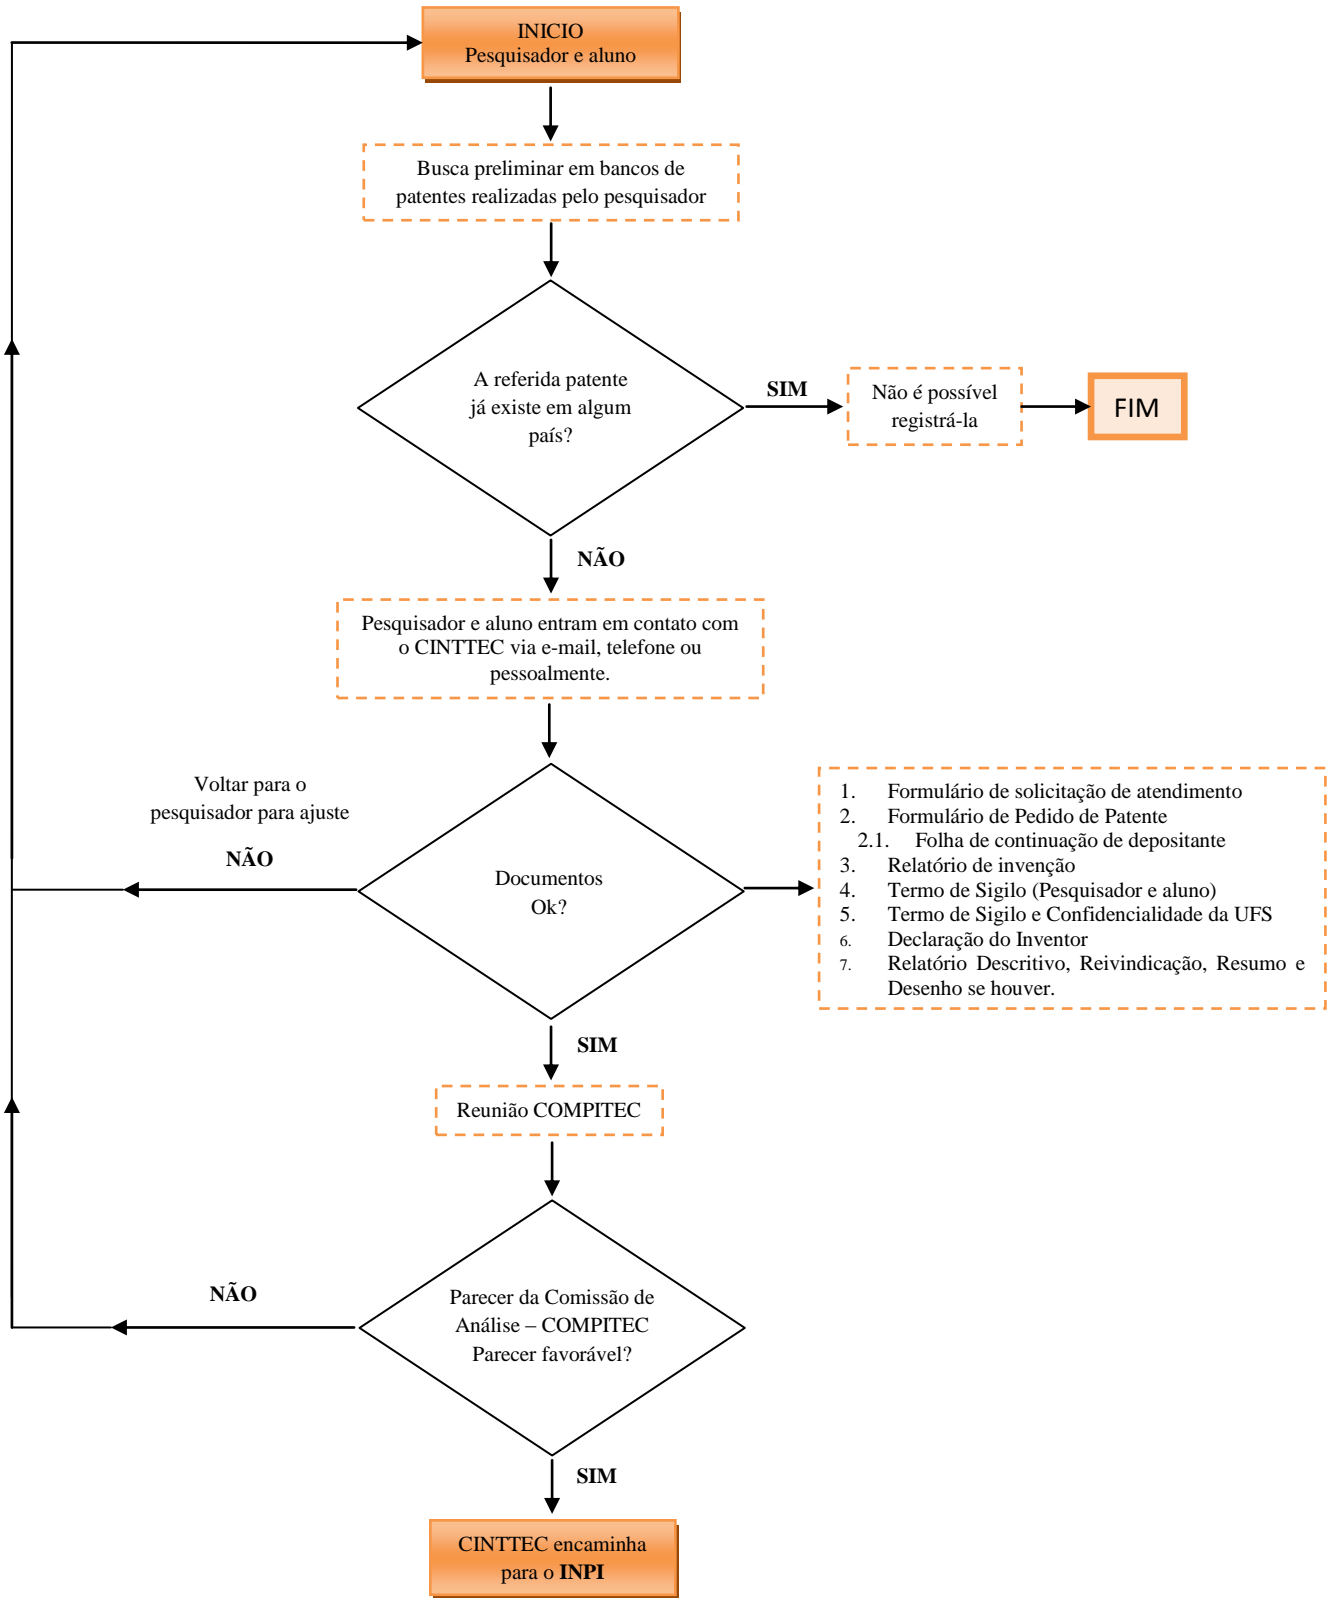 INICIO
Pesquisador e aluno
Busca preliminar em bancos de
patentes realizadas pelo pesquisador
A referida patente
já existe em algum
país?
SIM
Não é possível
registrá-la
FIM
NÃO
Pesquisador e aluno entram em contato com
o CINTTEC via e-mail, telefone ou
pessoalmente.
Voltar para o
pesquisador para ajuste
NÃO
Documentos
Ok?
1. Formulário de solicitação de atendimento
2. Formulário de Pedido de Patente
2.1. Folha de continuação de depositante
3. Relatório de invenção
4. Termo de Sigilo (Pesquisador e aluno)
5. Termo de Sigilo e Confidencialidade da UFS
6. Declaração do Inventor
7. Relatório Descritivo, Reivindicação, Resumo e
Desenho se houver.
SIM
Reunião COMPITEC
NÃO
Parecer da Comissão de
Análise – COMPITEC
Parecer favorável?
SIM
CINTTEC encaminha
para o INPI